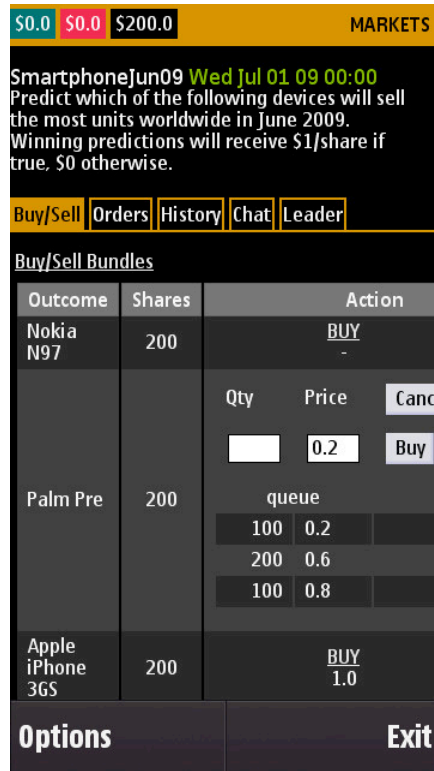 $0.0 $0.0 $200.0 MARKETS
SmartphoneJun09 Wed Jul 01 09 00:00
Predict which of the following devices will sell
the most units worldwide in June 2009.
Winning predictions will receive $1/share if
true, $0 otherwise.
Buy/Sell Orders History Chat Leader
Buy/Sell Bundles
Outcome Shares Action
Nokia
N97 200 BUY
-
Qty Price Canc
0.2 Buy
Palm Pre 200 queue
100 0.2
200 0.6
100 0.8
Apple
iPhone
3GS 200 BUY
1.0
Options Exit